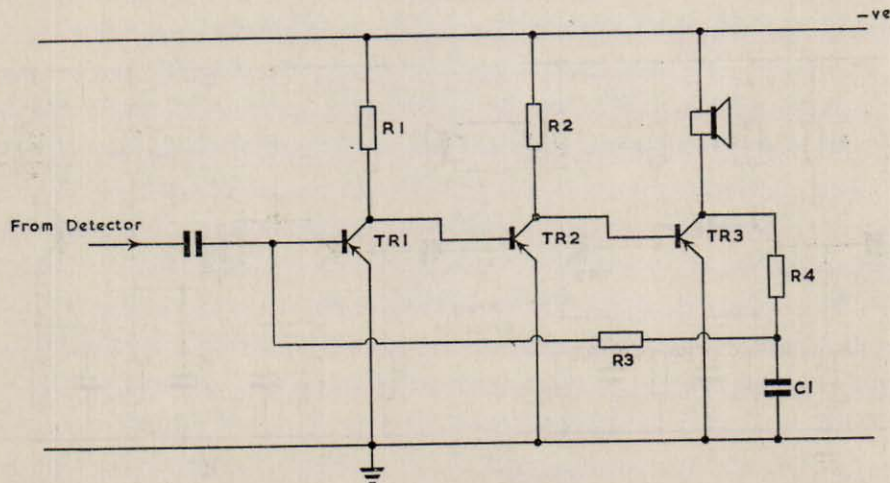 -ve
R1
R2
From Detector
TR1
TR2
TR3
R4
R3
C1